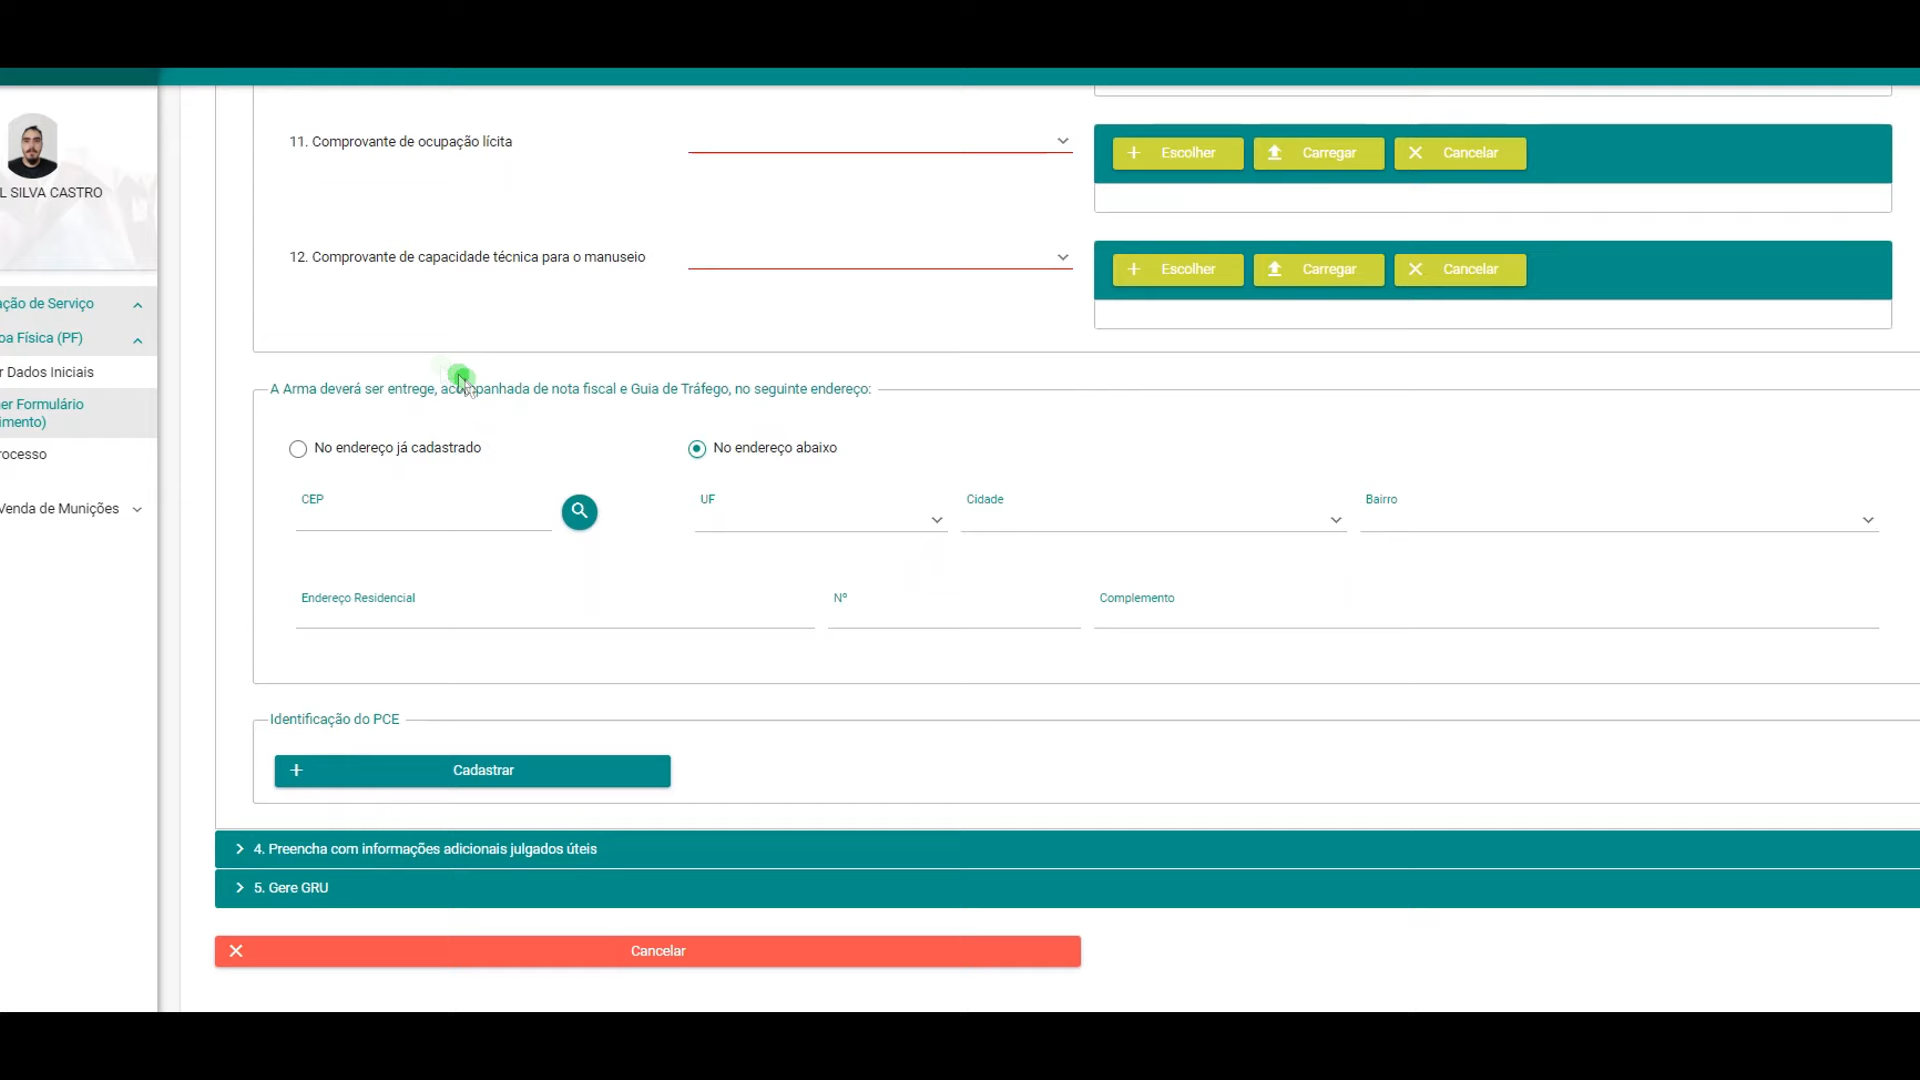 L SILVA CASTRO
ação de Serviço
oa Física (PF)
r Dados Iniciais
er Formulário
imento)
rocesso
Venda de Munições
11. Comprovante de ocupação lícita
Escolher
Carregar
Cancelar
12. Comprovante de capacidade técnica para o manuseio
Escolher
Carregar
Cancelar
A Arma deverá ser entrege, acompanhada de nota fiscal e Guia de Tráfego, no seguinte endereço:
No endereço já cadastrado
No endereço abaixo
CEP
UF
Cidade
Bairro
Endereço Residencial
Nº
Complemento
Identificação do PCE
Cadastrar
4. Preencha com informações adicionais julgados úteis
5. Gere GRU
Cancelar